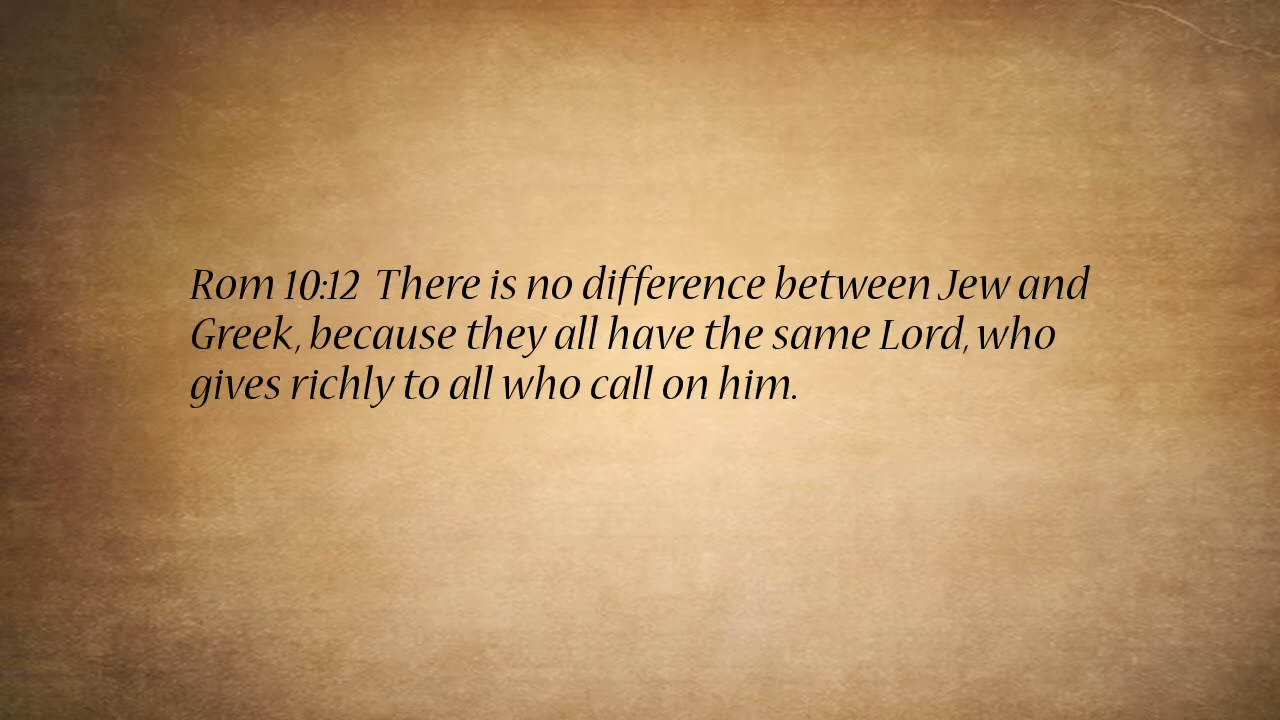 Rom 10:12  There is no difference between Jew and
Greek, because they all have the same Lord, who
gives richly to all who call on him.